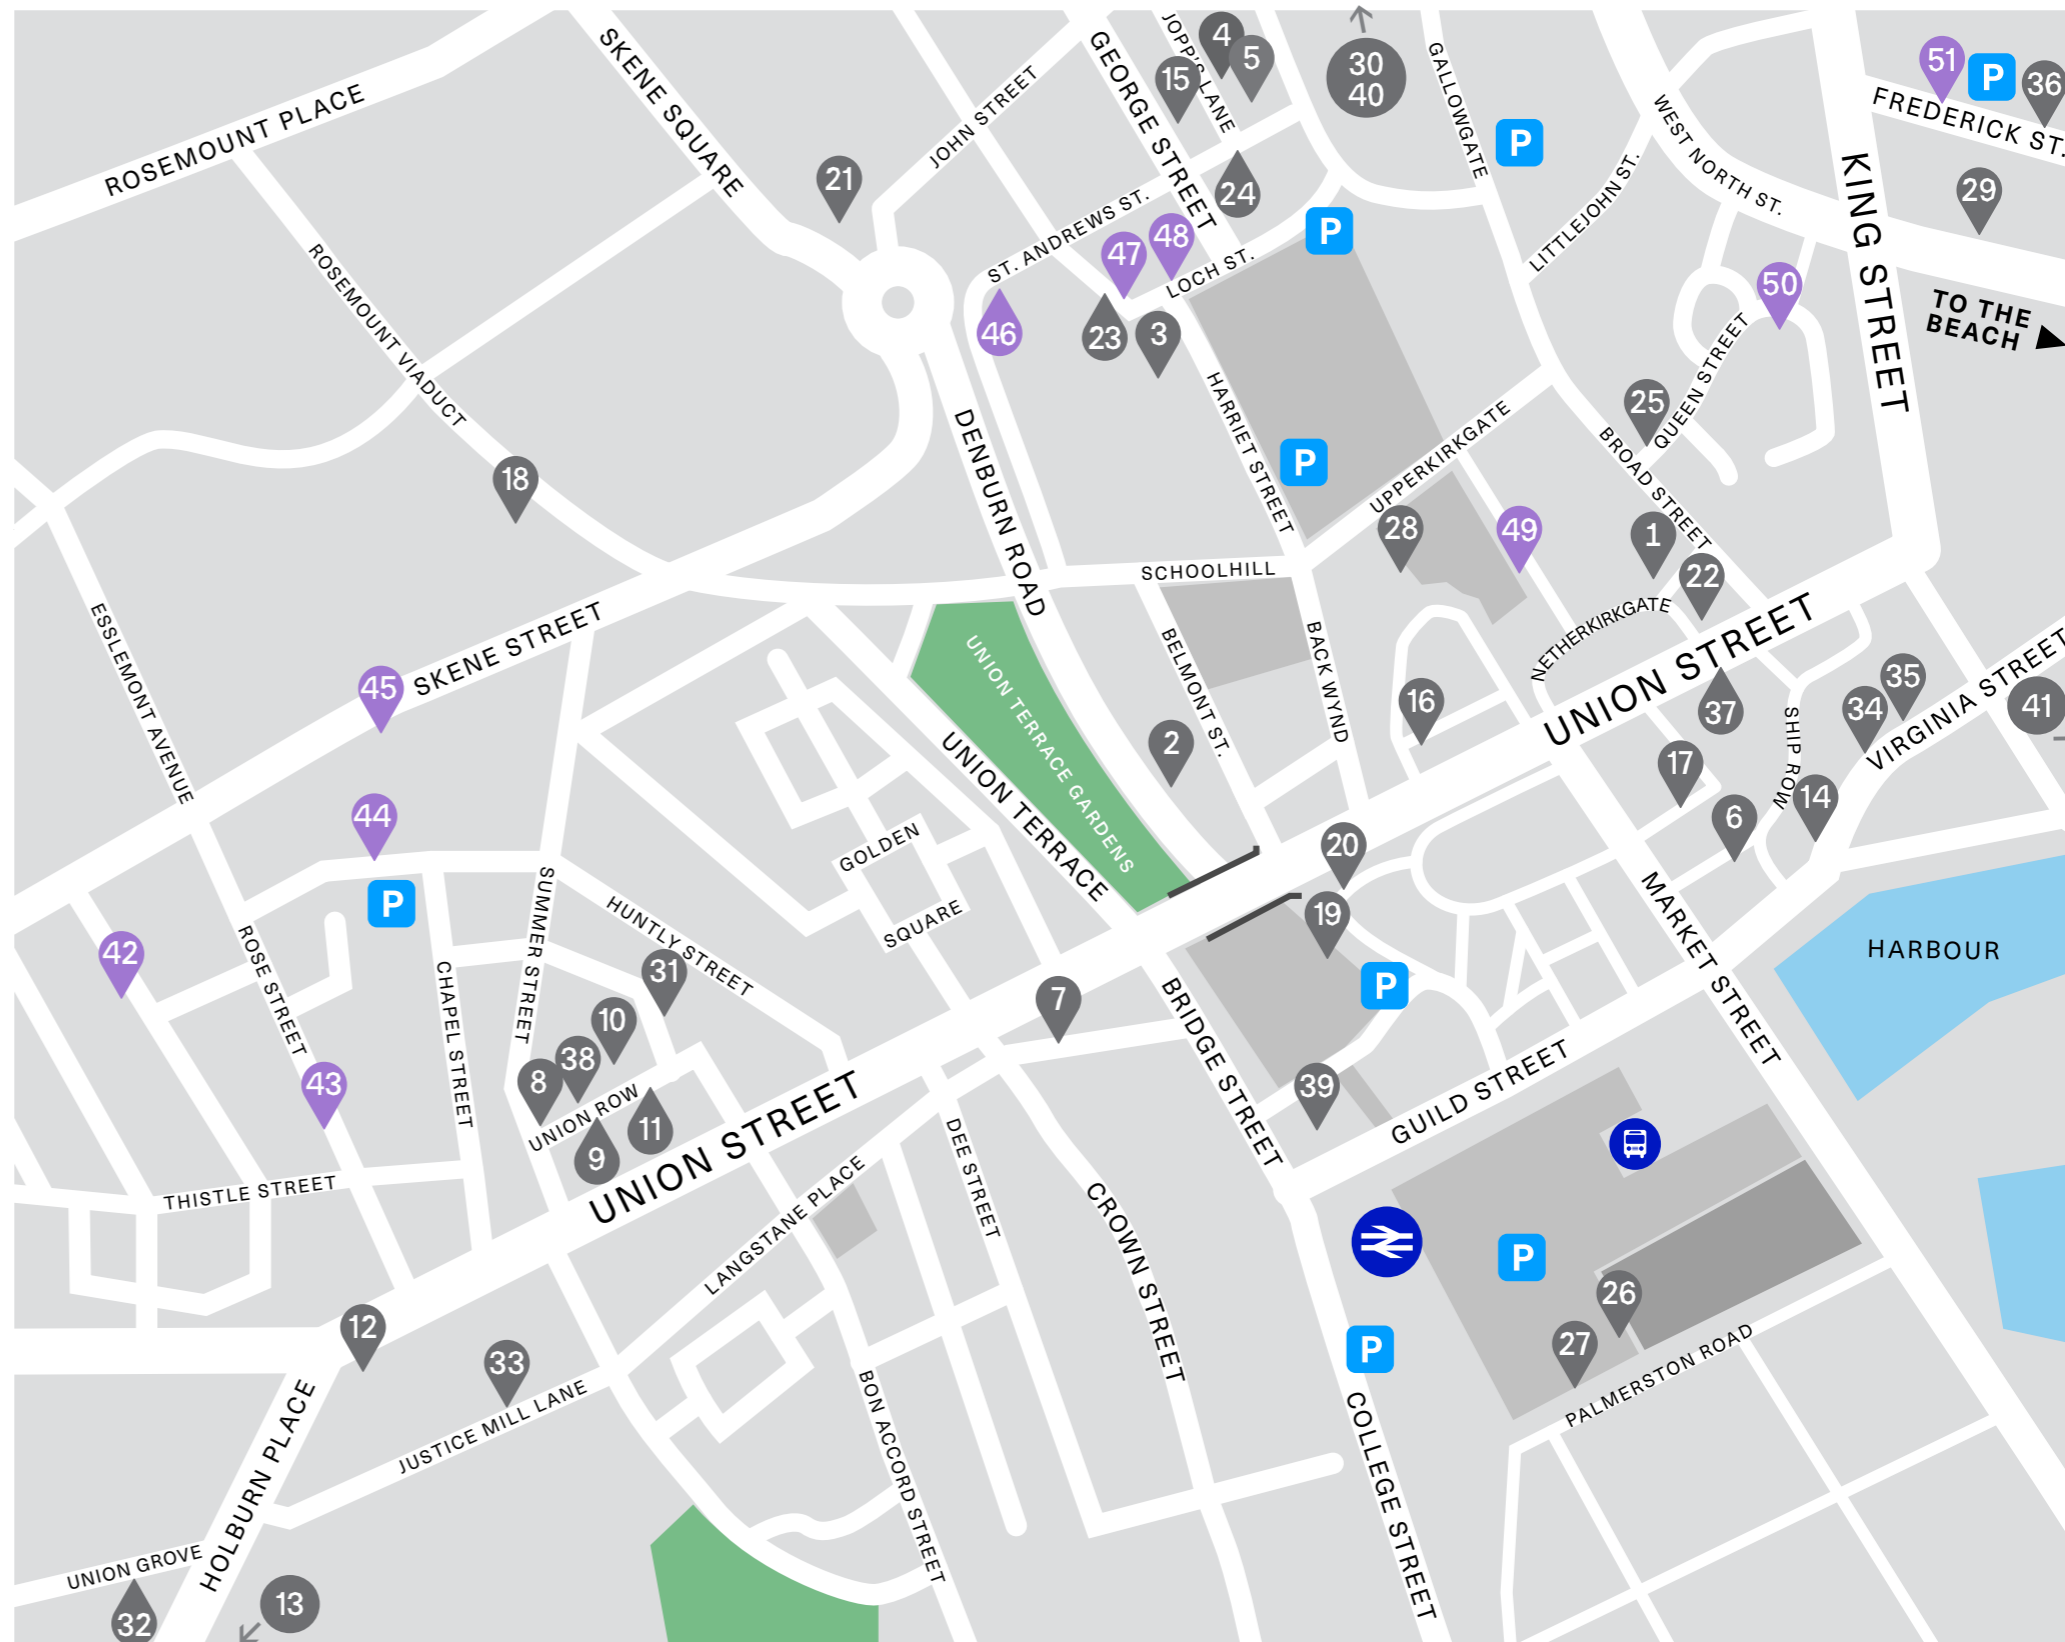 ROSEMOUNT PLACE
SKENE SQUARE
JOHN STREET
GEORGE STREET
JOPP'S LANE
4
5
15
30
40
GALLOWGATE
P
WEST NORTH ST.
51
P
36
FREDERICK ST.
KING STREET
29
21
24
ST. ANDREWS ST.
47
48
LOCH ST.
P
LITTLEJOHN ST.
50
TO THE
BEACH
ROSEMOUNT VIADUCT
46
23
3
HARRIET STREET
P
UPPERKIRKGATE
25
QUEEN STREET
BROAD STREET
18
DENBURN ROAD
28
49
1
22
SCHOOLHILL
NETHERKIRKGATE
ESSLEMONT AVENUE
45
SKENE STREET
UNION TERRACE GARDENS
UNION TERRACE
BELMONT ST.
BACK WYND
2
16
UNION STREET
37
17
SHIP ROW
34
35
VIRGINIA STREET
41
44
P
GOLDEN
SQUARE
20
19
6
14
MARKET STREET
HARBOUR
42
ROSE STREET
43
CHAPEL STREET
SUMMER STREET
HUNTLY STREET
31
10
38
8
UNION ROW
9
11
7
BRIDGE STREET
P
39
GUILD STREET
THISTLE STREET
UNION STREET
LANGSTANE PLACE
DEE STREET
CROWN STREET
P
P
26
27
PALMERSTON ROAD
12
33
JUSTICE MILL LANE
HOLBURN PLACE
BON ACCORD STREET
COLLEGE STREET
UNION GROVE
32
13